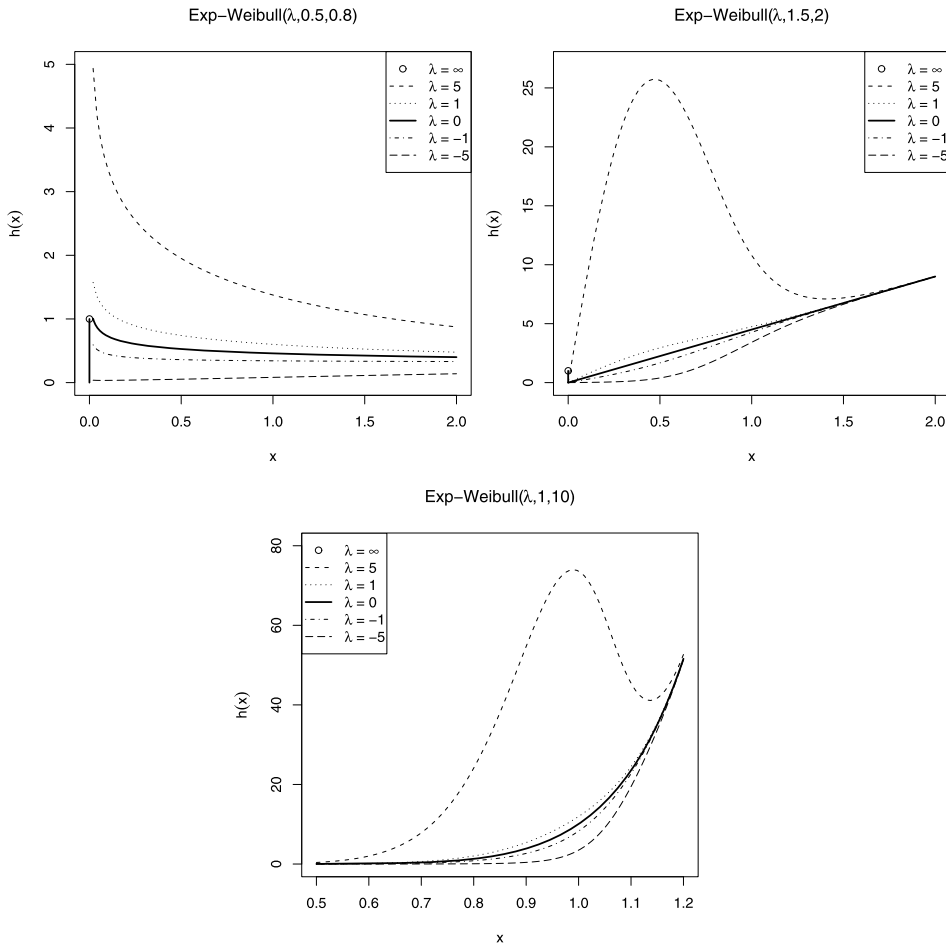 Exp−Weibull(λ,0.5,0.8)
h(x)
5
4
3
2
1
0
λ = ∞
λ = 5
λ = 1
λ = 0
λ = −1
λ = −5
0.0 0.5 1.0 1.5 2.0
x
Exp−Weibull(λ,1.5,2)
h(x)
25
20
15
10
5
0
λ = ∞
λ = 5
λ = 1
λ = 0
λ = −1
λ = −5
0.0 0.5 1.0 1.5 2.0
x
Exp−Weibull(λ,1,10)
h(x)
80
60
40
20
0
λ = ∞
λ = 5
λ = 1
λ = 0
λ = −1
λ = −5
0.5 0.6 0.7 0.8 0.9 1.0 1.1 1.2
x